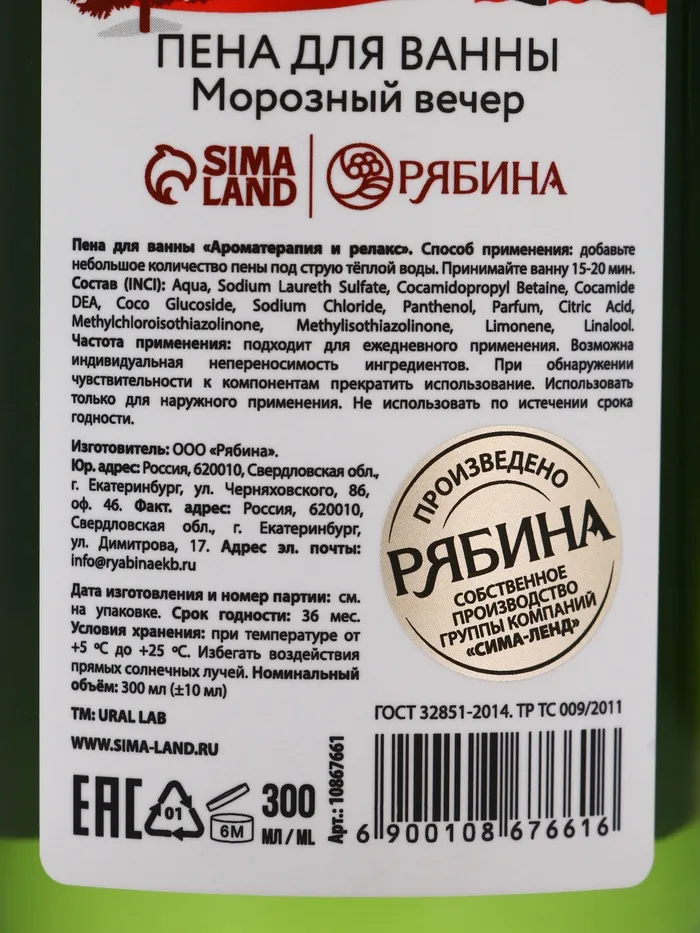 ПЕНА ДЛЯ ВАННЫ
Морозный вечер
SIMA
LAND
РЯБИНА
Пена для ванны «Ароматерапия и релакс». Способ применения: добавьте
небольшое количество пены под струю тёплой воды. Принимайте ванну 15-20 мин.
Состав (INCI): Aqua, Sodium Laureth Sulfate, Cocamidopropyl Betaine, Cocamide
DEA, Coco Glucoside, Sodium Chloride, Panthenol, Parfum, Citric Acid,
Methylchloroisothiazolinone, Methylisothiazolinone, Limonene, Linalool.
Частота применения: подходит для ежедневного применения. Возможна
индивидуальная непереносимость ингредиентов. При обнаружении
чувствительности к компонентам прекратить использование. Использовать
только для наружного применения. Не использовать по истечении срока
годности.
Изготовитель: ООО «Рябина».
Юр. адрес: Россия, 620010, Свердловская обл.,
г. Екатеринбург, ул. Черняховского, 86,
оф. 46. Факт. адрес: Россия, 620010,
Свердловская обл., г. Екатеринбург,
ул. Димитрова, 17. Адрес эл. почты:
info@ryabinaekb.ru
Дата изготовления и номер партии: см.
на упаковке. Срок годности: 36 мес.
Условия хранения: при температуре от
+5 ºC до +25 ºC. Избегать воздействия
прямых солнечных лучей. Номинальный
объём: 300 мл (±10 мл)
ТМ: URAL LAB
WWW.SIMA-LAND.RU
ПРОИЗВЕДЕНО
РЯБИНА
СОБСТВЕННОЕ
ПРОИЗВОДСТВО
ГРУППЫ КОМПАНИЙ
«СИМА-ЛЕНД»
ГОСТ 32851-2014. ТР ТС 009/2011
EAC
01
6M
300
МЛ/ML
Арт.: 10867661
6 900108 676616